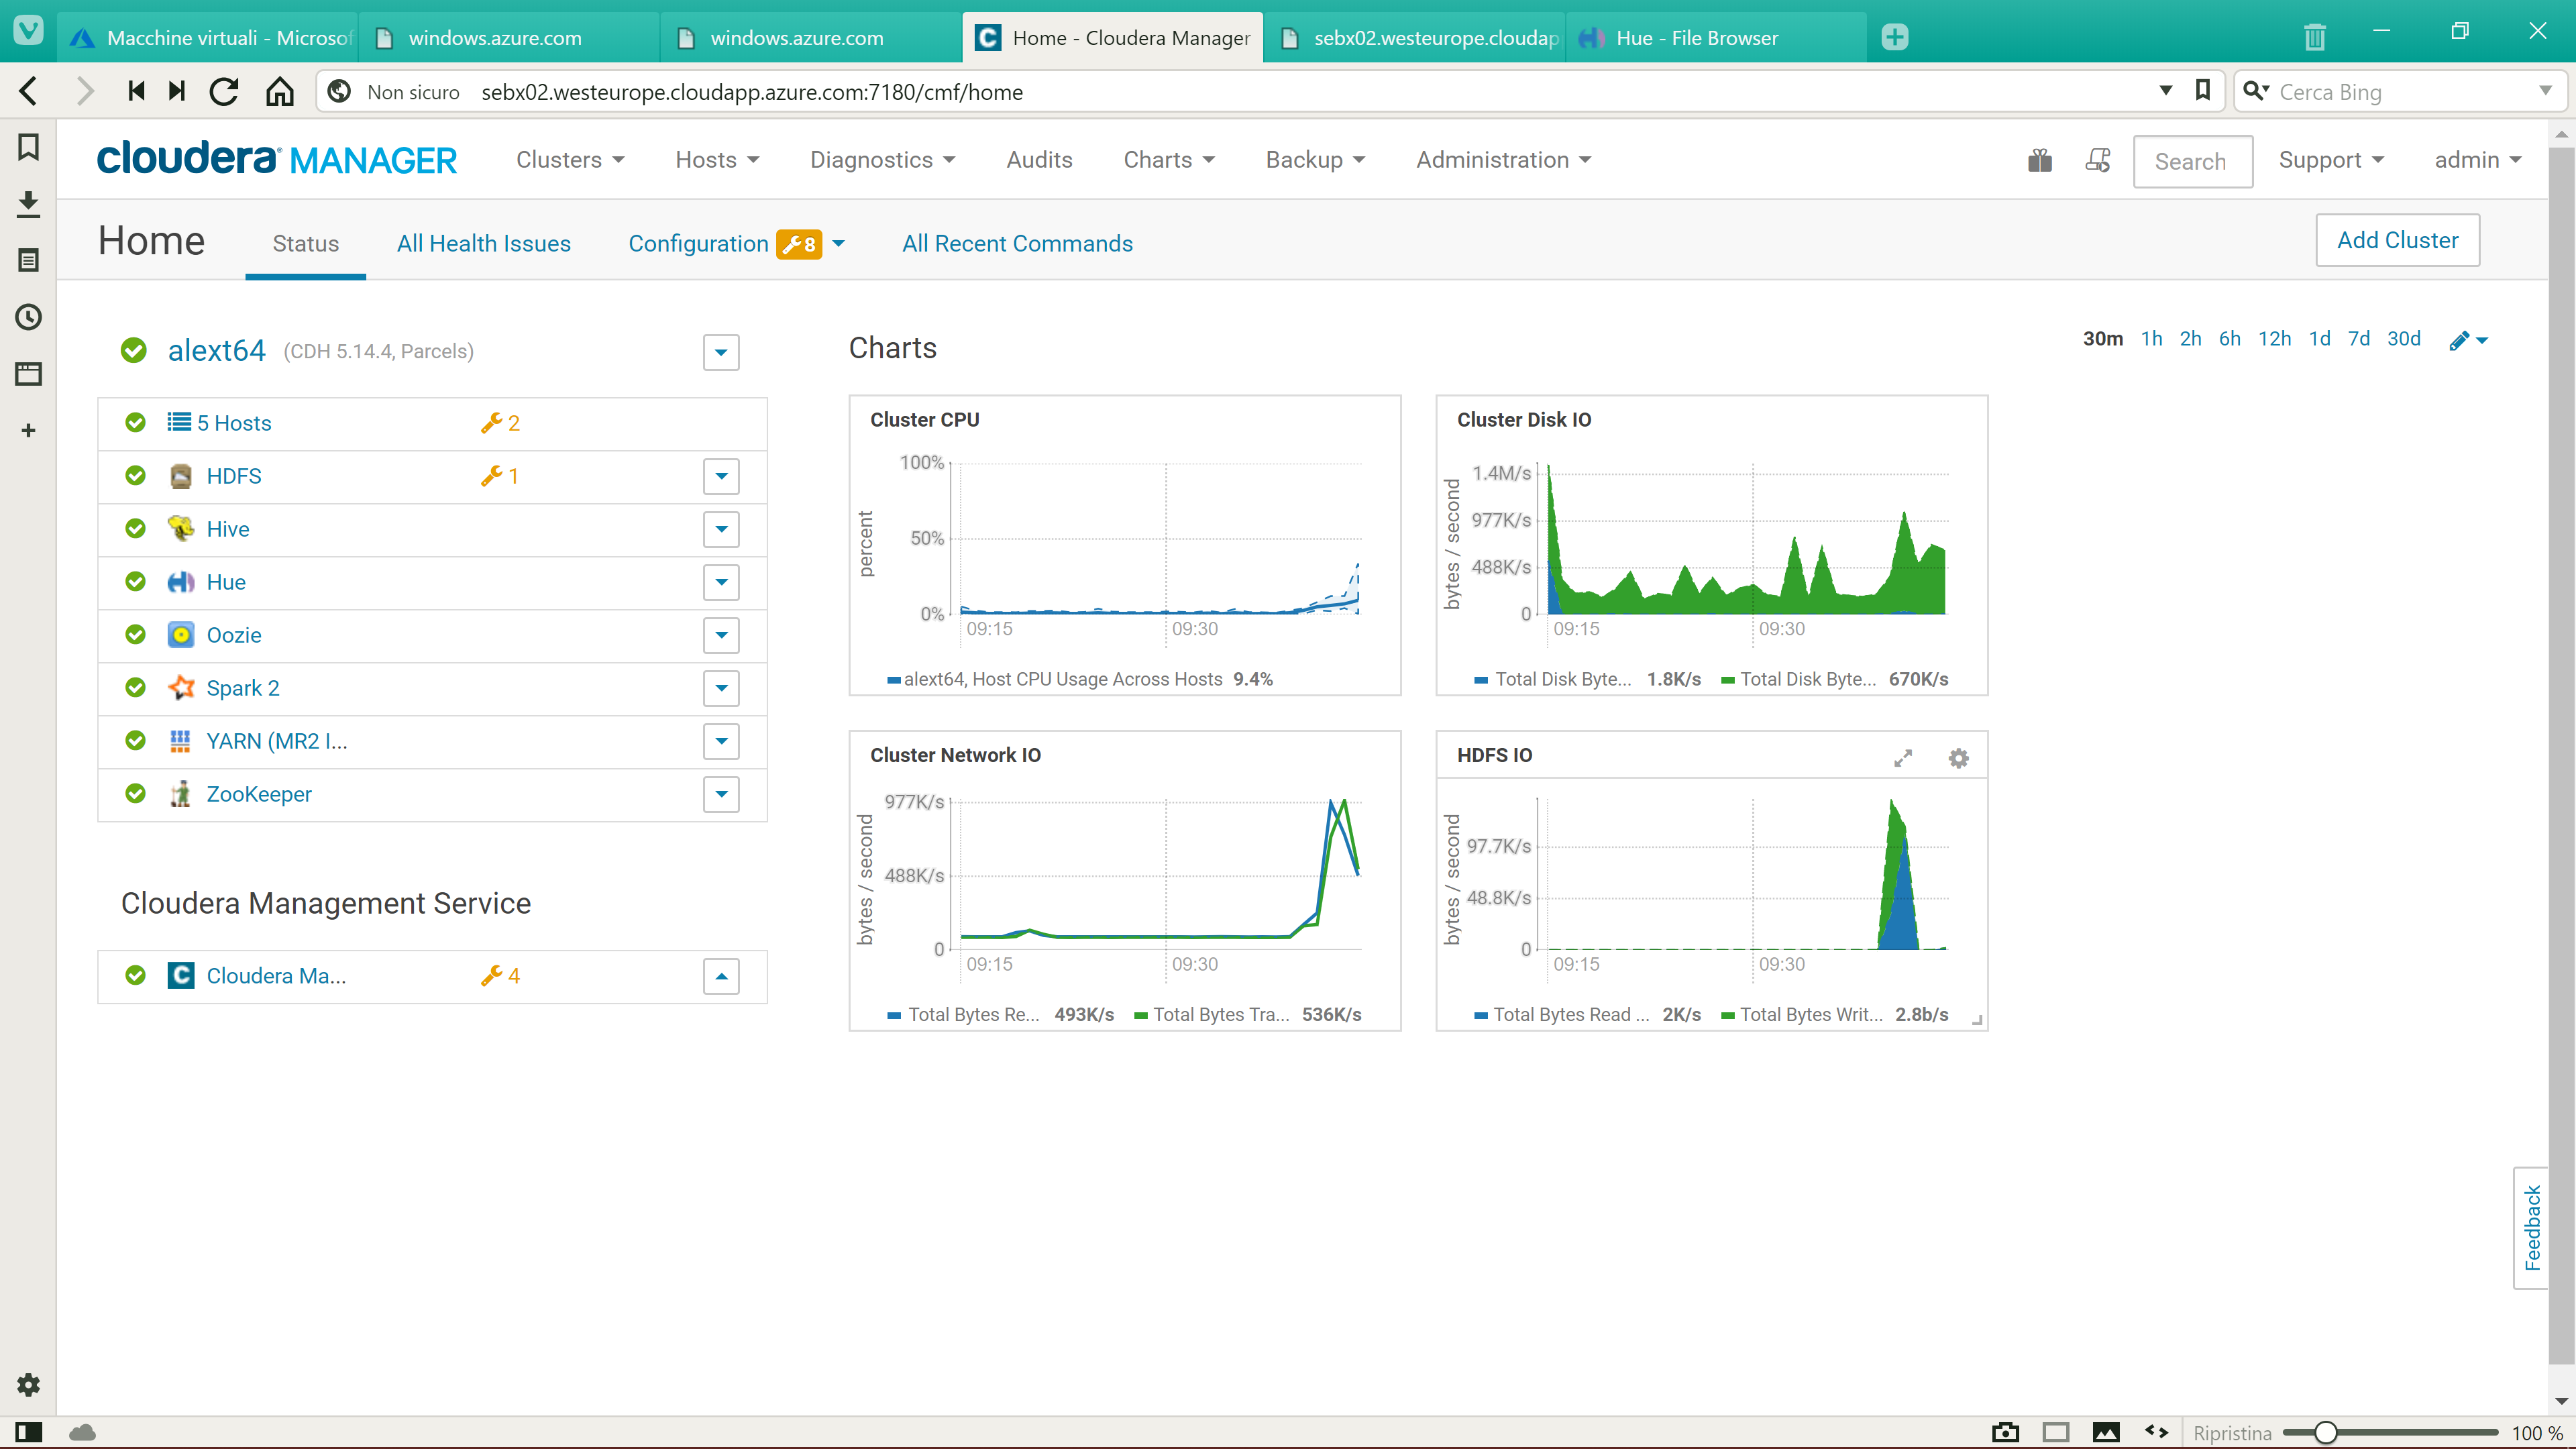 Macchine virtuali - Microsof
windows.azure.com
windows.azure.com
Home - Cloudera Manager
sebx02.westeurope.cloudap
Hue - File Browser
Non sicuro sebx02.westeurope.cloudapp.azure.com:7180/cmf/home
Cerca Bing
cloudera MANAGER
Clusters
Hosts
Diagnostics
Audits
Charts
Backup
Administration
Search
Support
admin
Home
Status
All Health Issues
Configuration 8
All Recent Commands
Add Cluster
alext64 (CDH 5.14.4, Parcels)
5 Hosts 2
HDFS 1
Hive
Hue
Oozie
Spark 2
YARN (MR2 I...
ZooKeeper
Cloudera Management Service
C Cloudera Ma... 4
Charts
30m 1h 2h 6h 12h 1d 7d 30d
Cluster CPU
percent
100%
50%
0%
09:15 09:30
alext64, Host CPU Usage Across Hosts 9.4%
Cluster Disk IO
bytes / second
1.4M/s
977K/s
488K/s
0
09:15 09:30
Total Disk Byte... 1.8K/s Total Disk Byte... 670K/s
Cluster Network IO
bytes / second
977K/s
488K/s
0
09:15 09:30
Total Bytes Re... 493K/s Total Bytes Tra... 536K/s
HDFS IO
bytes / second
97.7K/s
48.8K/s
0
09:15 09:30
Total Bytes Read ... 2K/s Total Bytes Writ... 2.8b/s
Feedback
Ripristina 100 %